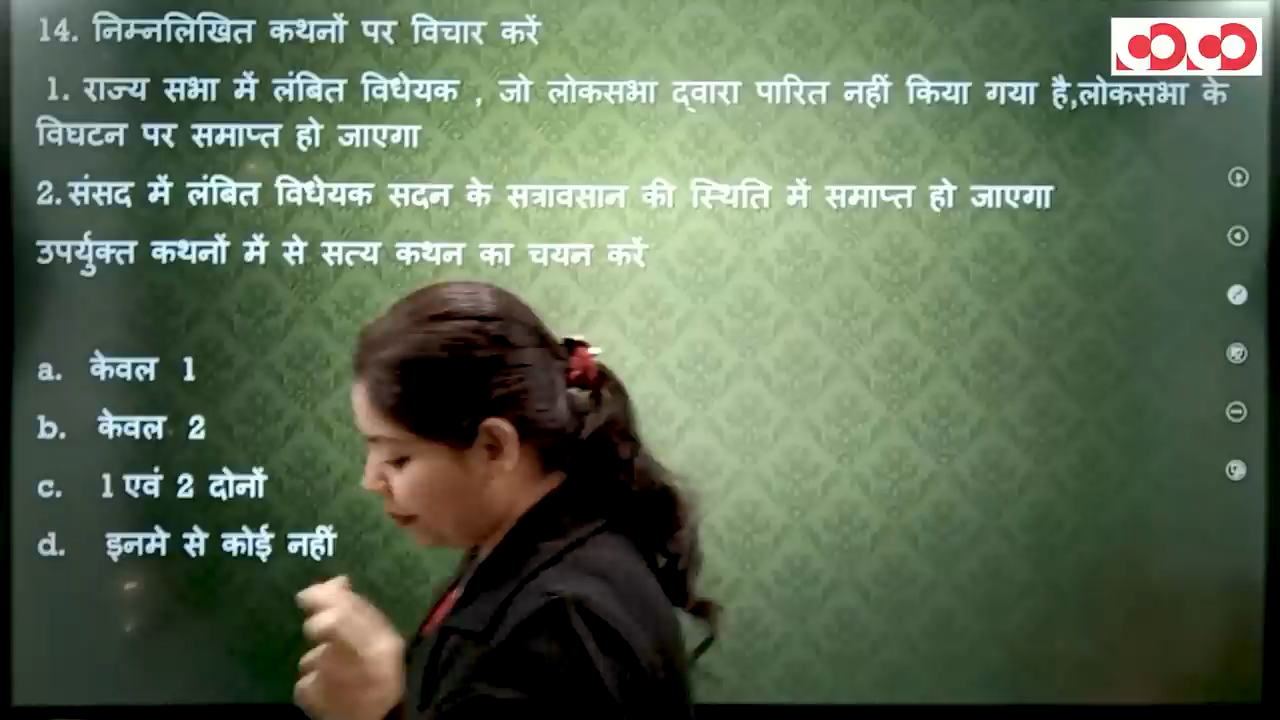 14. निम्नलिखित कथनों पर विचार करें
1. राज्य सभा में लंबित विधेयक , जो लोकसभा द्वारा पारित नहीं किया गया है,लोकसभा के
विघटन पर समाप्त हो जाएगा
2. संसद में लंबित विधेयक सदन के सत्रावसान की स्थिति में समाप्त हो जाएगा
उपर्युक्त कथनों में से सत्य कथन का चयन करें
a. केवल 1
b. केवल 2
c. 1 एवं 2 दोनों
d. इनमे से कोई नहीं